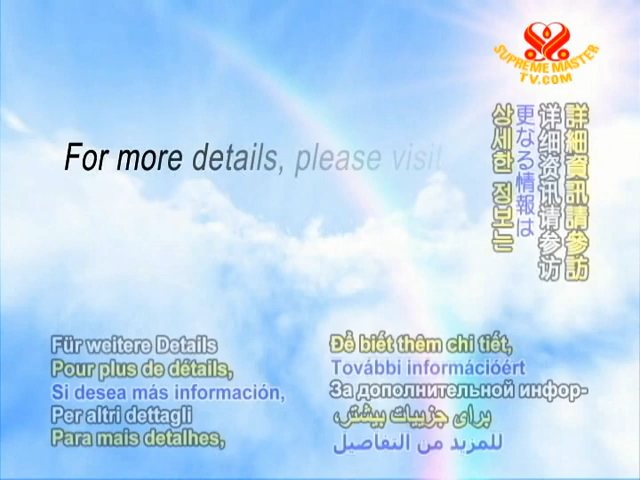 SUPREME MASTER
TV.COM
For more details, please visit
詳細資訊請參訪
详细资讯请参访
更なる情報は
상세한 정보는
Für weitere Details
Pour plus de détails,
Si desea más información,
Per altri dettagli
Para mais detalhes,
Để biết thêm chi tiết,
További információért
За дополнительной инфор-
برای جزییات بیشتر،
للمزيد من التفاصيل